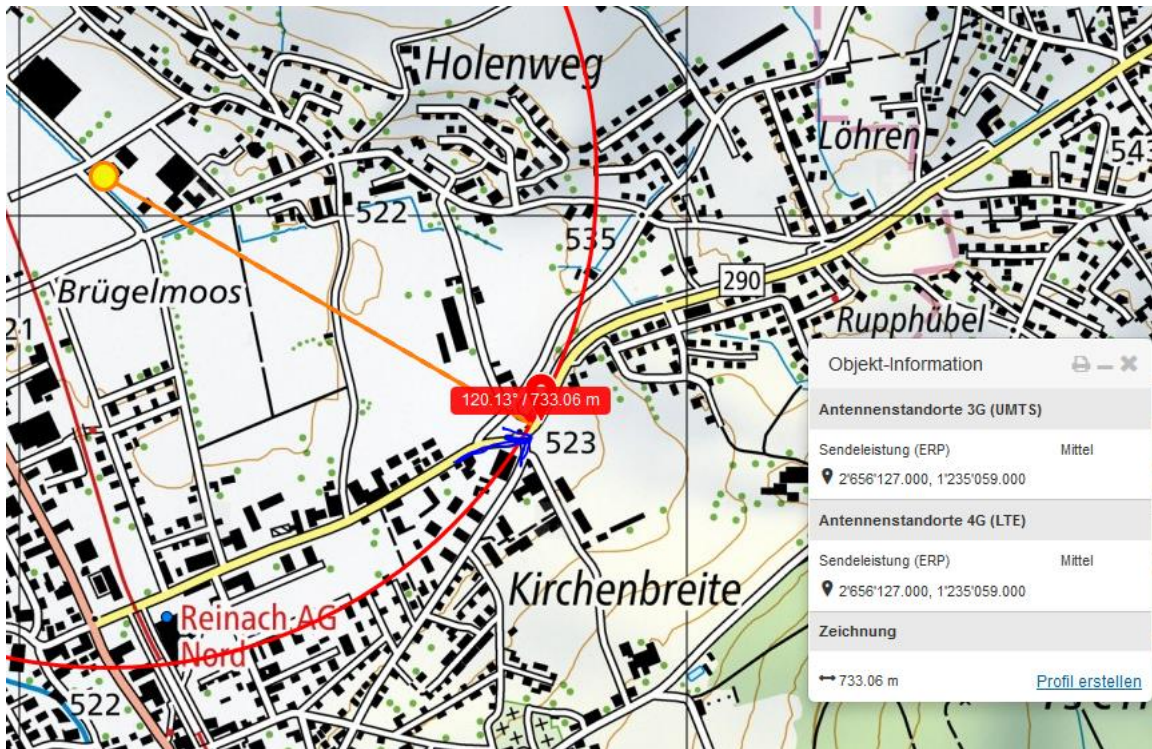 Holenweg
Löhren
543
522
535
290
Brügelmoos
21
Rupphübel
120.13° / 733.06 m
523
Kirchenbreite
Reinach AG
Nord
522
Objekt-Information
Antennenstandorte 3G (UMTS)
Sendeleistung (ERP) Mittel
2'656'127.000, 1'235'059.000
Antennenstandorte 4G (LTE)
Sendeleistung (ERP) Mittel
2'656'127.000, 1'235'059.000
Zeichnung
733.06 m Profil erstellen